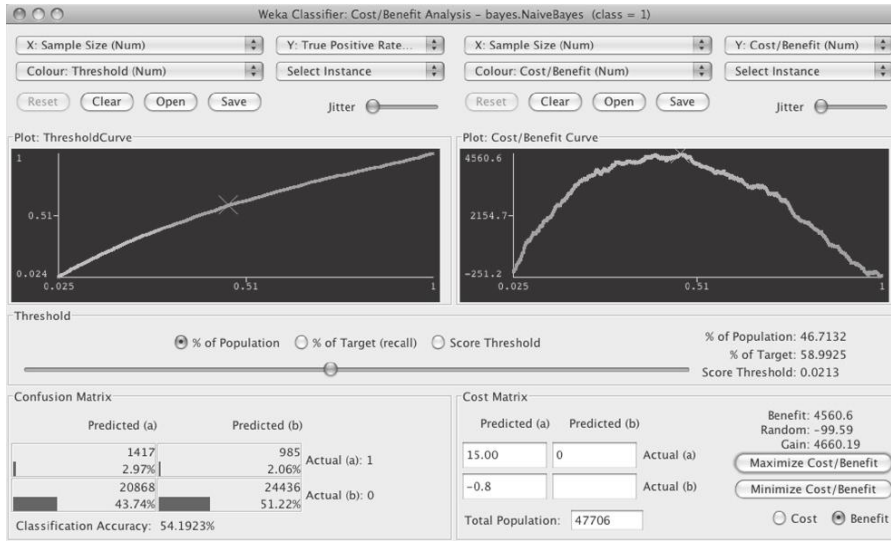 Weka Classifier: Cost/Benefit Analysis – bayes.NaiveBayes (class = 1)
X: Sample Size (Num)
Y: True Positive Rate...
Colour: Threshold (Num)
Select Instance
Reset
Clear
Open
Save
Jitter
X: Sample Size (Num)
Y: Cost/Benefit (Num)
Colour: Cost/Benefit (Num)
Select Instance
Reset
Clear
Open
Save
Jitter
Plot: ThresholdCurve
1
0.51
0.024
0.025
0.51
1
Plot: Cost/Benefit Curve
4560.6
2154.7
-251.2
0.025
0.51
1
Threshold
% of Population
% of Target (recall)
Score Threshold
% of Population: 46.7132
% of Target: 58.9925
Score Threshold: 0.0213
Confusion Matrix
Predicted (a) Predicted (b)
1417 985
2.97% 2.06%
Actual (a): 1
20868 24436
43.74% 51.22%
Actual (b): 0
Classification Accuracy: 54.1923%
Cost Matrix
Predicted (a) Predicted (b)
15.00 0 Actual (a)
-0.8 Actual (b)
Total Population: 47706
Benefit: 4560.6
Random: -99.59
Gain: 4660.19
Maximize Cost/Benefit
Minimize Cost/Benefit
Cost
Benefit